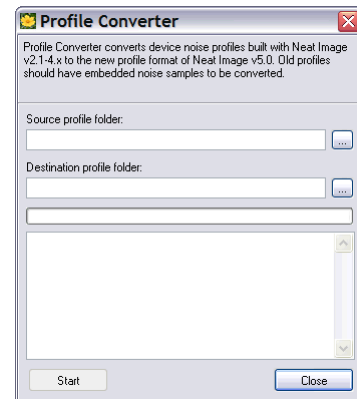 Profile Converter
Profile Converter converts device noise profiles built with Neat Image
v2.1-4.x to the new profile format of Neat Image v5.0. Old profiles
should have embedded noise samples to be converted.
Source profile folder:
...
Destination profile folder:
...
Start Close